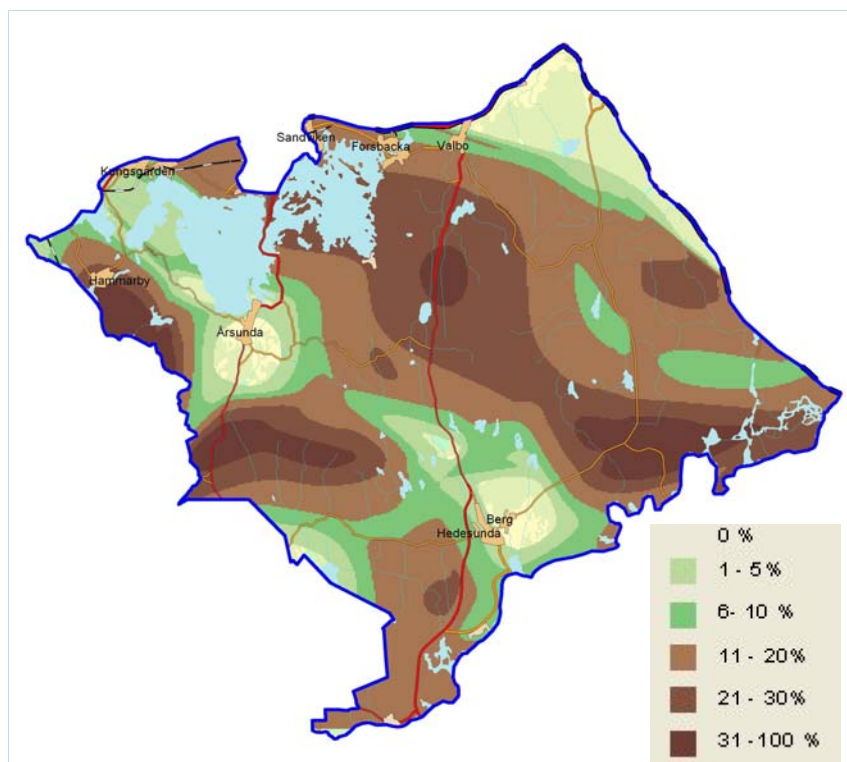 Sandviken
Forsbacka
Valbo
Kungsgården
Hammarby
Årsunda
Berg
Hedesunda
0 %
1 - 5 %
6- 10 %
11 - 20 %
21 - 30%
31 -100 %